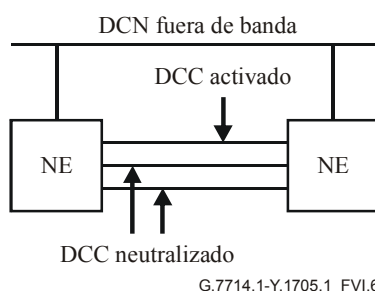 DCN fuera de banda
DCC activado
NE
NE
DCC neutralizado
G.7714.1-Y.1705.1_FVI.6